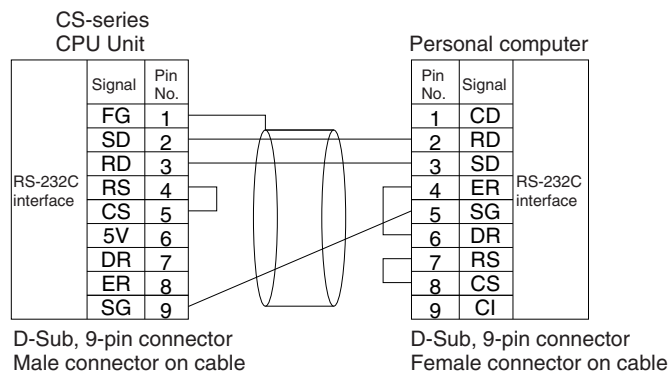 CS-series
CPU Unit
Personal computer
RS-232C
interface
Signal
Pin
No.
FG 1
SD 2
RD 3
RS 4
CS 5
5V 6
DR 7
ER 8
SG 9
Pin
No.
Signal
1 CD
2 RD
3 SD
4 ER
5 SG
6 DR
7 RS
8 CS
9 CI
RS-232C
interface
D-Sub, 9-pin connector
Male connector on cable
D-Sub, 9-pin connector
Female connector on cable